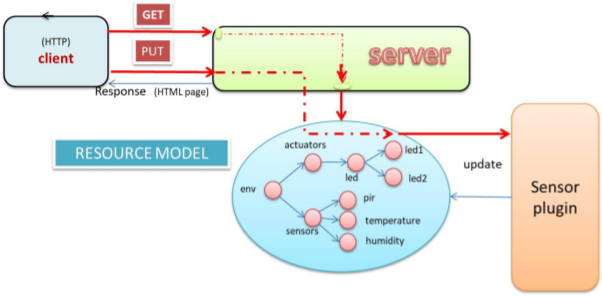 GET
(HTTP)
client
PUT
server
Response (HTML page)
RESOURCE MODEL
actuators
led1
led
led2
env
pir
sensors
temperature
humidity
update
Sensor
plugin